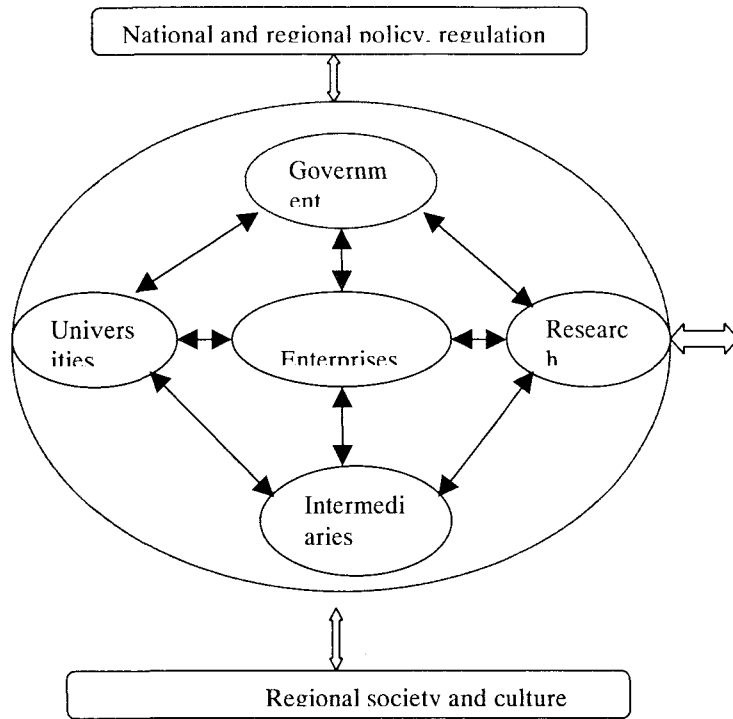 National and regional policy, regulation
Governm
ent
Univers
ities
Enterprises
Researc
h
Intermedi
aries
Regional society and culture